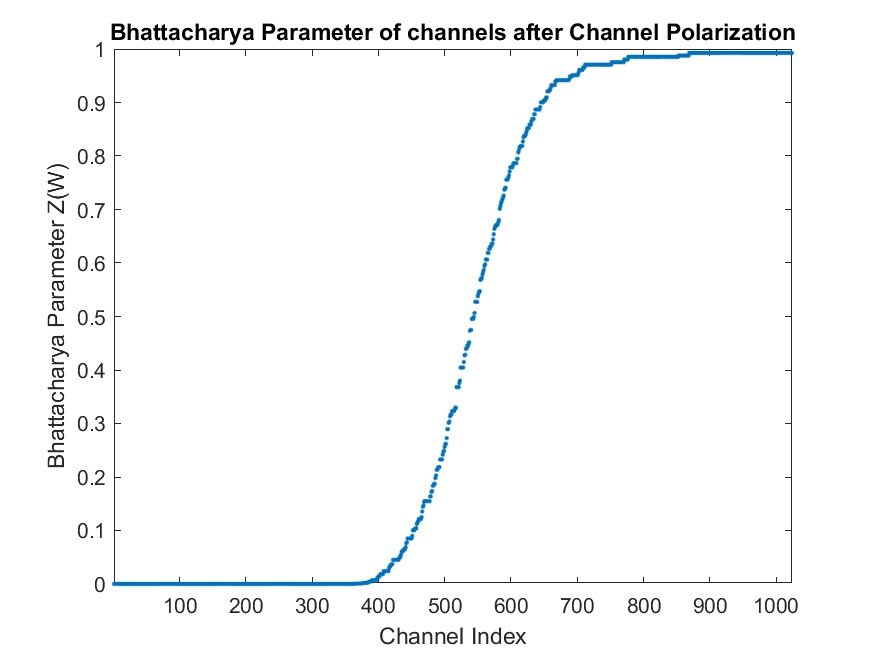 Bhattacharya Parameter of channels after Channel Polarization
Bhattacharya Parameter Z(W)
1
0.9
0.8
0.7
0.6
0.5
0.4
0.3
0.2
0.1
0
100 200 300 400 500 600 700 800 900 1000
Channel Index